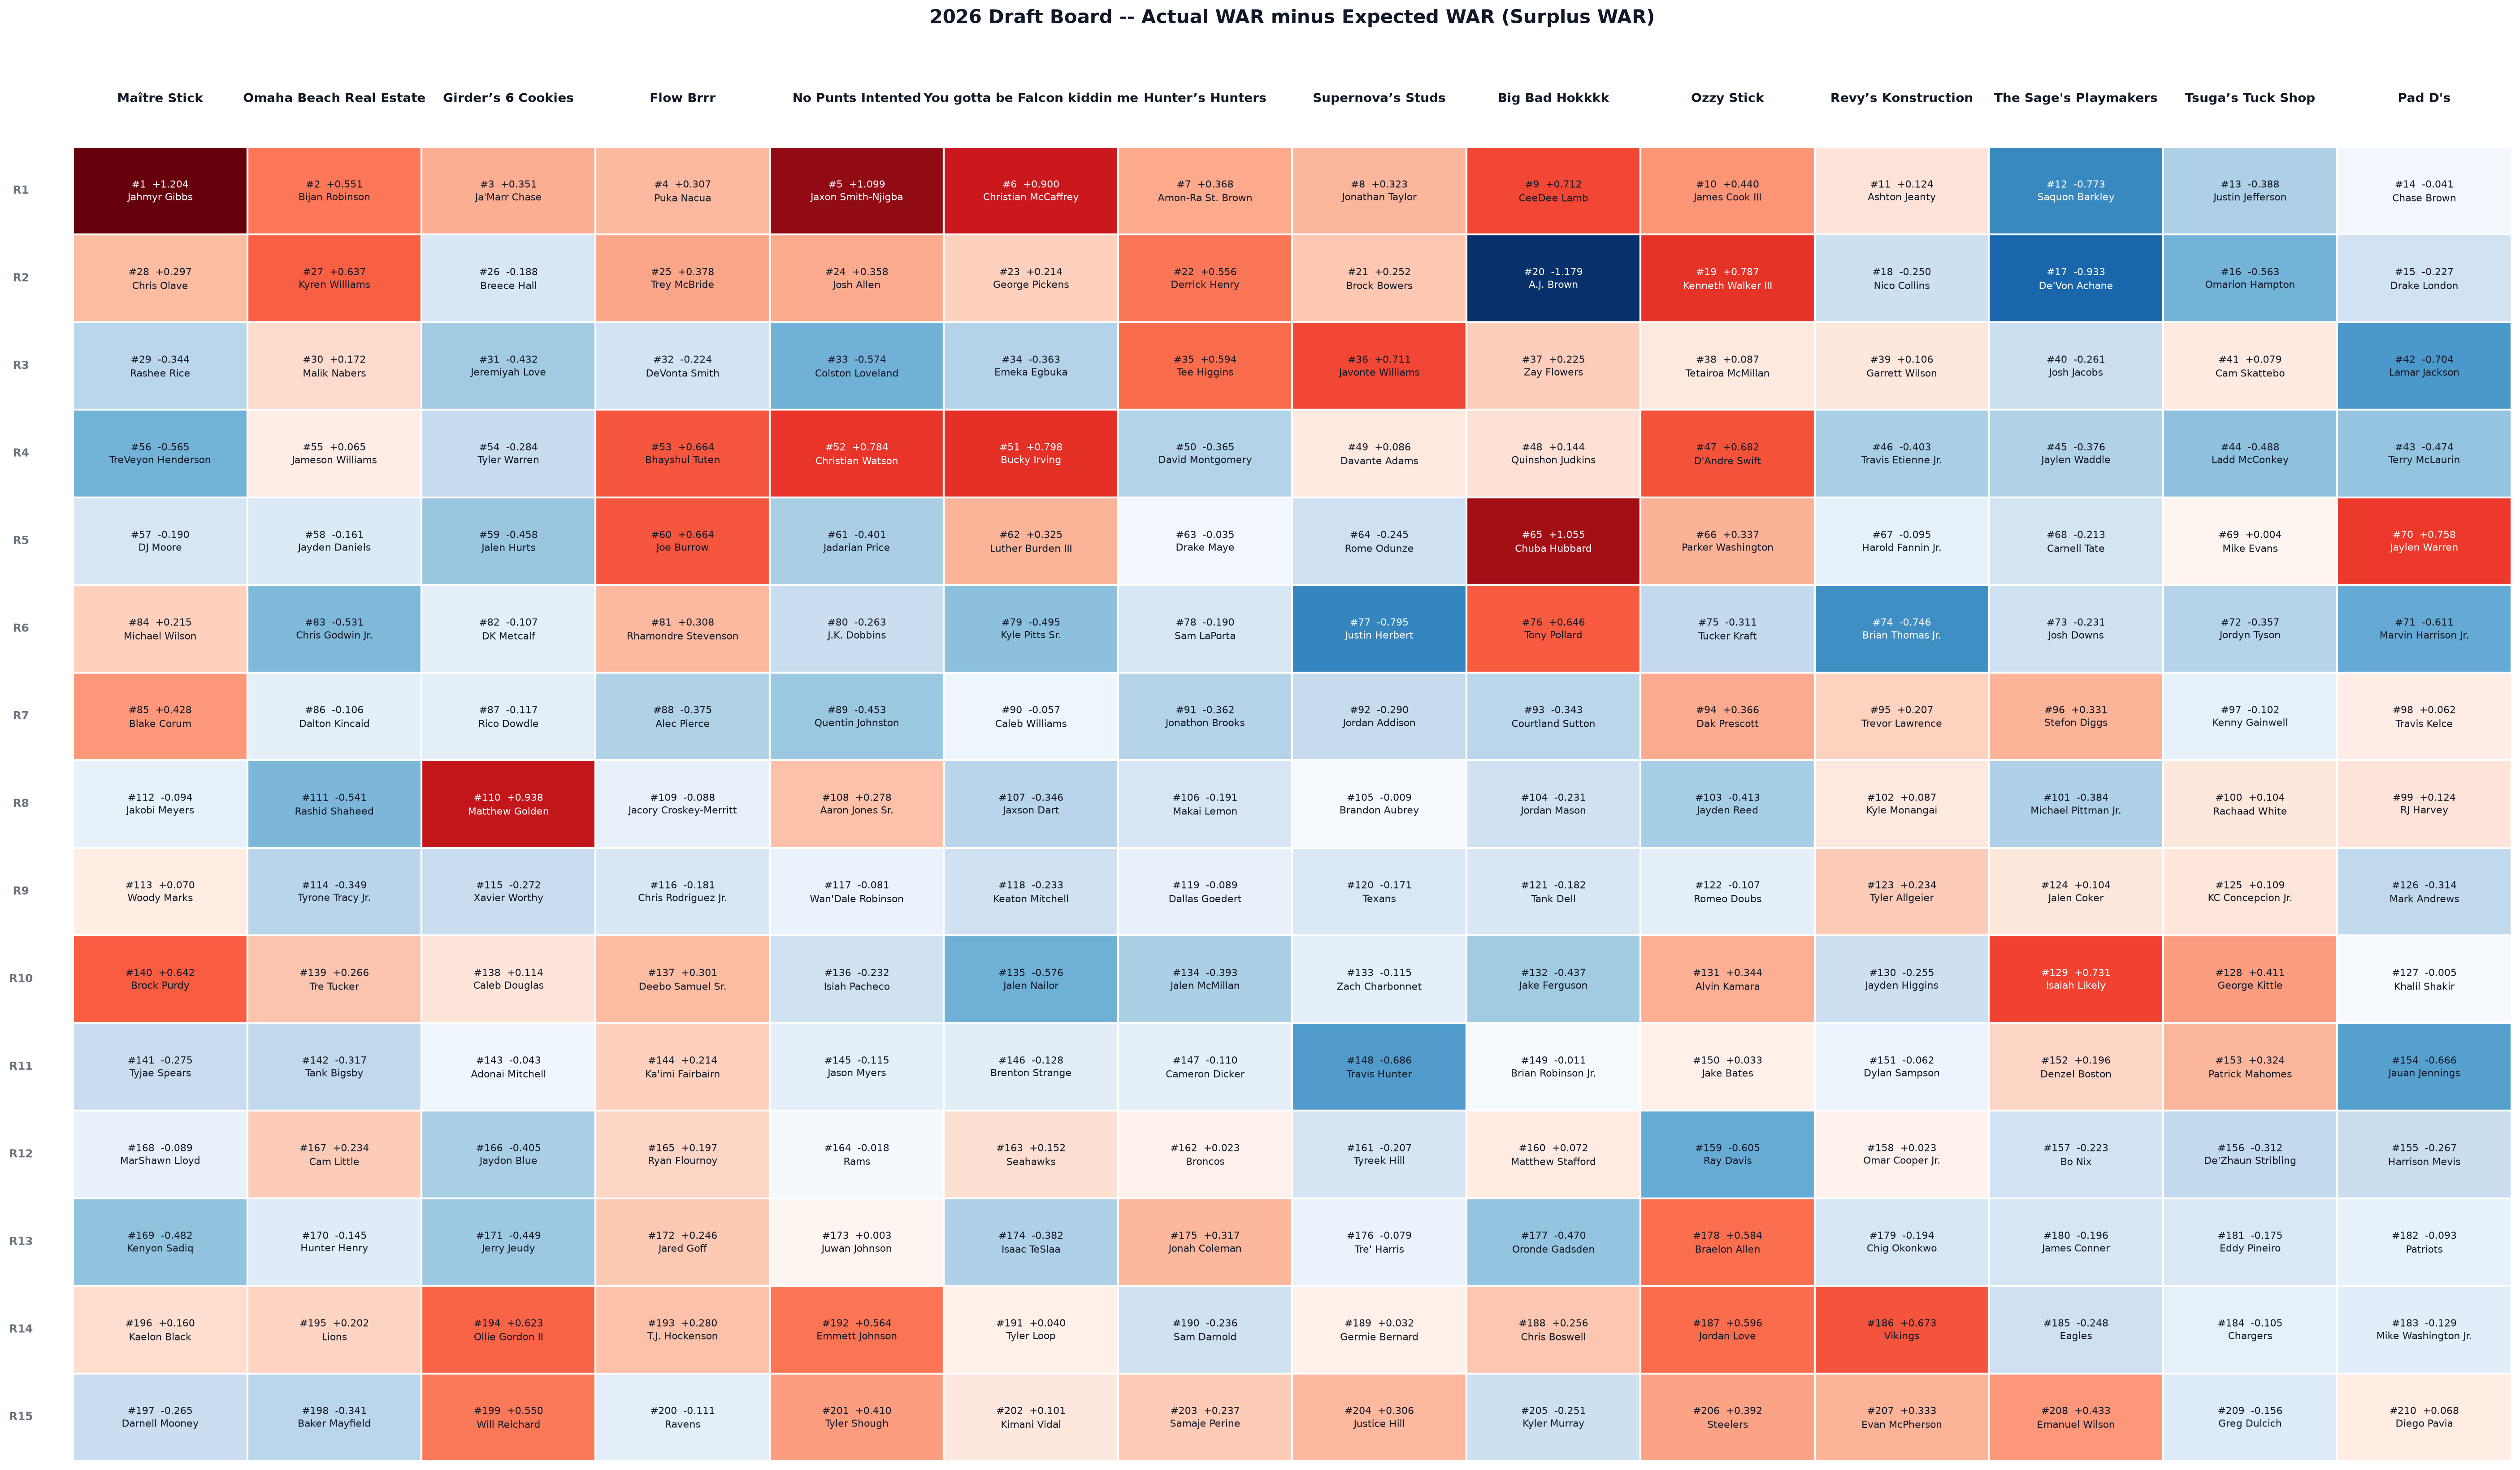 2026 Draft Board -- Actual WAR minus Expected WAR (Surplus WAR)
Maître Stick
Omaha Beach Real Estate
Girder’s 6 Cookies
Flow Brrr
No Punts Intented
You gotta be Falcon kiddin me
Hunter’s Hunters
Supernova’s Studs
Big Bad Hokkkk
Ozzy Stick
Revy’s Konstruction
The Sage's Playmakers
Tsuga’s Tuck Shop
Pad D's
R1
#1 +1.204
Jahmyr Gibbs
#2 +0.551
Bijan Robinson
#3 +0.351
Ja'Marr Chase
#4 +0.307
Puka Nacua
#5 +1.099
Jaxon Smith-Njigba
#6 +0.900
Christian McCaffrey
#7 +0.368
Amon-Ra St. Brown
#8 +0.323
Jonathan Taylor
#9 +0.712
CeeDee Lamb
#10 +0.440
James Cook III
#11 +0.124
Ashton Jeanty
#12 -0.773
Saquon Barkley
#13 -0.388
Justin Jefferson
#14 -0.041
Chase Brown
R2
#28 +0.297
Chris Olave
#27 +0.637
Kyren Williams
#26 -0.188
Breece Hall
#25 +0.378
Trey McBride
#24 +0.358
Josh Allen
#23 +0.214
George Pickens
#22 +0.556
Derrick Henry
#21 +0.252
Brock Bowers
#20 -1.179
A.J. Brown
#19 +0.787
Kenneth Walker III
#18 -0.250
Nico Collins
#17 -0.933
De'Von Achane
#16 -0.563
Omarion Hampton
#15 -0.227
Drake London
R3
#29 -0.344
Rashee Rice
#30 +0.172
Malik Nabers
#31 -0.432
Jeremiyah Love
#32 -0.224
DeVonta Smith
#33 -0.574
Colston Loveland
#34 -0.363
Emeka Egbuka
#35 +0.594
Tee Higgins
#36 +0.711
Javonte Williams
#37 +0.225
Zay Flowers
#38 +0.087
Tetairoa McMillan
#39 +0.106
Garrett Wilson
#40 -0.261
Josh Jacobs
#41 +0.079
Cam Skattebo
#42 -0.704
Lamar Jackson
R4
#56 -0.565
TreVeyon Henderson
#55 +0.065
Jameson Williams
#54 -0.284
Tyler Warren
#53 +0.664
Bhayshul Tuten
#52 +0.784
Christian Watson
#51 +0.798
Bucky Irving
#50 -0.365
David Montgomery
#49 +0.086
Davante Adams
#48 +0.144
Quinshon Judkins
#47 +0.682
D'Andre Swift
#46 -0.403
Travis Etienne Jr.
#45 -0.376
Jaylen Waddle
#44 -0.488
Ladd McConkey
#43 -0.474
Terry McLaurin
R5
#57 -0.190
DJ Moore
#58 -0.161
Jayden Daniels
#59 -0.458
Jalen Hurts
#60 +0.664
Joe Burrow
#61 -0.401
Jadarian Price
#62 +0.325
Luther Burden III
#63 -0.035
Drake Maye
#64 -0.245
Rome Odunze
#65 +1.055
Chuba Hubbard
#66 +0.337
Parker Washington
#67 -0.095
Harold Fannin Jr.
#68 -0.213
Carnell Tate
#69 +0.004
Mike Evans
#70 +0.758
Jaylen Warren
R6
#84 +0.215
Michael Wilson
#83 -0.531
Chris Godwin Jr.
#82 -0.107
DK Metcalf
#81 +0.308
Rhamondre Stevenson
#80 -0.263
J.K. Dobbins
#79 -0.495
Kyle Pitts Sr.
#78 -0.190
Sam LaPorta
#77 -0.795
Justin Herbert
#76 +0.646
Tony Pollard
#75 -0.311
Tucker Kraft
#74 -0.746
Brian Thomas Jr.
#73 -0.231
Josh Downs
#72 -0.357
Jordyn Tyson
#71 -0.611
Marvin Harrison Jr.
R7
#85 +0.428
Blake Corum
#86 -0.106
Dalton Kincaid
#87 -0.117
Rico Dowdle
#88 -0.375
Alec Pierce
#89 -0.453
Quentin Johnston
#90 -0.057
Caleb Williams
#91 -0.362
Jonathon Brooks
#92 -0.290
Jordan Addison
#93 -0.343
Courtland Sutton
#94 +0.366
Dak Prescott
#95 +0.207
Trevor Lawrence
#96 +0.331
Stefon Diggs
#97 -0.102
Kenny Gainwell
#98 +0.062
Travis Kelce
R8
#112 -0.094
Jakobi Meyers
#111 -0.541
Rashid Shaheed
#110 +0.938
Matthew Golden
#109 -0.088
Jacory Croskey-Merritt
#108 +0.278
Aaron Jones Sr.
#107 -0.346
Jaxson Dart
#106 -0.191
Makai Lemon
#105 -0.009
Brandon Aubrey
#104 -0.231
Jordan Mason
#103 -0.413
Jayden Reed
#102 +0.087
Kyle Monangai
#101 -0.384
Michael Pittman Jr.
#100 +0.104
Rachaad White
#99 +0.124
RJ Harvey
R9
#113 +0.070
Woody Marks
#114 -0.349
Tyrone Tracy Jr.
#115 -0.272
Xavier Worthy
#116 -0.181
Chris Rodriguez Jr.
#117 -0.081
Wan'Dale Robinson
#118 -0.233
Keaton Mitchell
#119 -0.089
Dallas Goedert
#120 -0.171
Texans
#121 -0.182
Tank Dell
#122 -0.107
Romeo Doubs
#123 +0.234
Tyler Allgeier
#124 +0.104
Jalen Coker
#125 +0.109
KC Concepcion Jr.
#126 -0.314
Mark Andrews
R10
#140 +0.642
Brock Purdy
#139 +0.266
Tre Tucker
#138 +0.114
Caleb Douglas
#137 +0.301
Deebo Samuel Sr.
#136 -0.232
Isiah Pacheco
#135 -0.576
Jalen Nailor
#134 -0.393
Jalen McMillan
#133 -0.115
Zach Charbonnet
#132 -0.437
Jake Ferguson
#131 +0.344
Alvin Kamara
#130 -0.255
Jayden Higgins
#129 +0.731
Isaiah Likely
#128 +0.411
George Kittle
#127 -0.005
Khalil Shakir
R11
#141 -0.275
Tyjae Spears
#142 -0.317
Tank Bigsby
#143 -0.043
Adonai Mitchell
#144 +0.214
Ka'imi Fairbairn
#145 -0.115
Jason Myers
#146 -0.128
Brenton Strange
#147 -0.110
Cameron Dicker
#148 -0.686
Travis Hunter
#149 -0.011
Brian Robinson Jr.
#150 +0.033
Jake Bates
#151 -0.062
Dylan Sampson
#152 +0.196
Denzel Boston
#153 +0.324
Patrick Mahomes
#154 -0.666
Jauan Jennings
R12
#168 -0.089
MarShawn Lloyd
#167 +0.234
Cam Little
#166 -0.405
Jaydon Blue
#165 +0.197
Ryan Flournoy
#164 -0.018
Rams
#163 +0.152
Seahawks
#162 +0.023
Broncos
#161 -0.207
Tyreek Hill
#160 +0.072
Matthew Stafford
#159 -0.605
Ray Davis
#158 +0.023
Omar Cooper Jr.
#157 -0.223
Bo Nix
#156 -0.312
De'Zhaun Stribling
#155 -0.267
Harrison Mevis
R13
#169 -0.482
Kenyon Sadiq
#170 -0.145
Hunter Henry
#171 -0.449
Jerry Jeudy
#172 +0.246
Jared Goff
#173 +0.003
Juwan Johnson
#174 -0.382
Isaac TeSlaa
#175 +0.317
Jonah Coleman
#176 -0.079
Tre' Harris
#177 -0.470
Oronde Gadsden
#178 +0.584
Braelon Allen
#179 -0.194
Chig Okonkwo
#180 -0.196
James Conner
#181 -0.175
Eddy Pineiro
#182 -0.093
Patriots
R14
#196 +0.160
Kaelon Black
#195 +0.202
Lions
#194 +0.623
Ollie Gordon II
#193 +0.280
T.J. Hockenson
#192 +0.564
Emmett Johnson
#191 +0.040
Tyler Loop
#190 -0.236
Sam Darnold
#189 +0.032
Germie Bernard
#188 +0.256
Chris Boswell
#187 +0.596
Jordan Love
#186 +0.673
Vikings
#185 -0.248
Eagles
#184 -0.105
Chargers
#183 -0.129
Mike Washington Jr.
R15
#197 -0.265
Darnell Mooney
#198 -0.341
Baker Mayfield
#199 +0.550
Will Reichard
#200 -0.111
Ravens
#201 +0.410
Tyler Shough
#202 +0.101
Kimani Vidal
#203 +0.237
Samaje Perine
#204 +0.306
Justice Hill
#205 -0.251
Kyler Murray
#206 +0.392
Steelers
#207 +0.333
Evan McPherson
#208 +0.433
Emanuel Wilson
#209 -0.156
Greg Dulcich
#210 +0.068
Diego Pavia